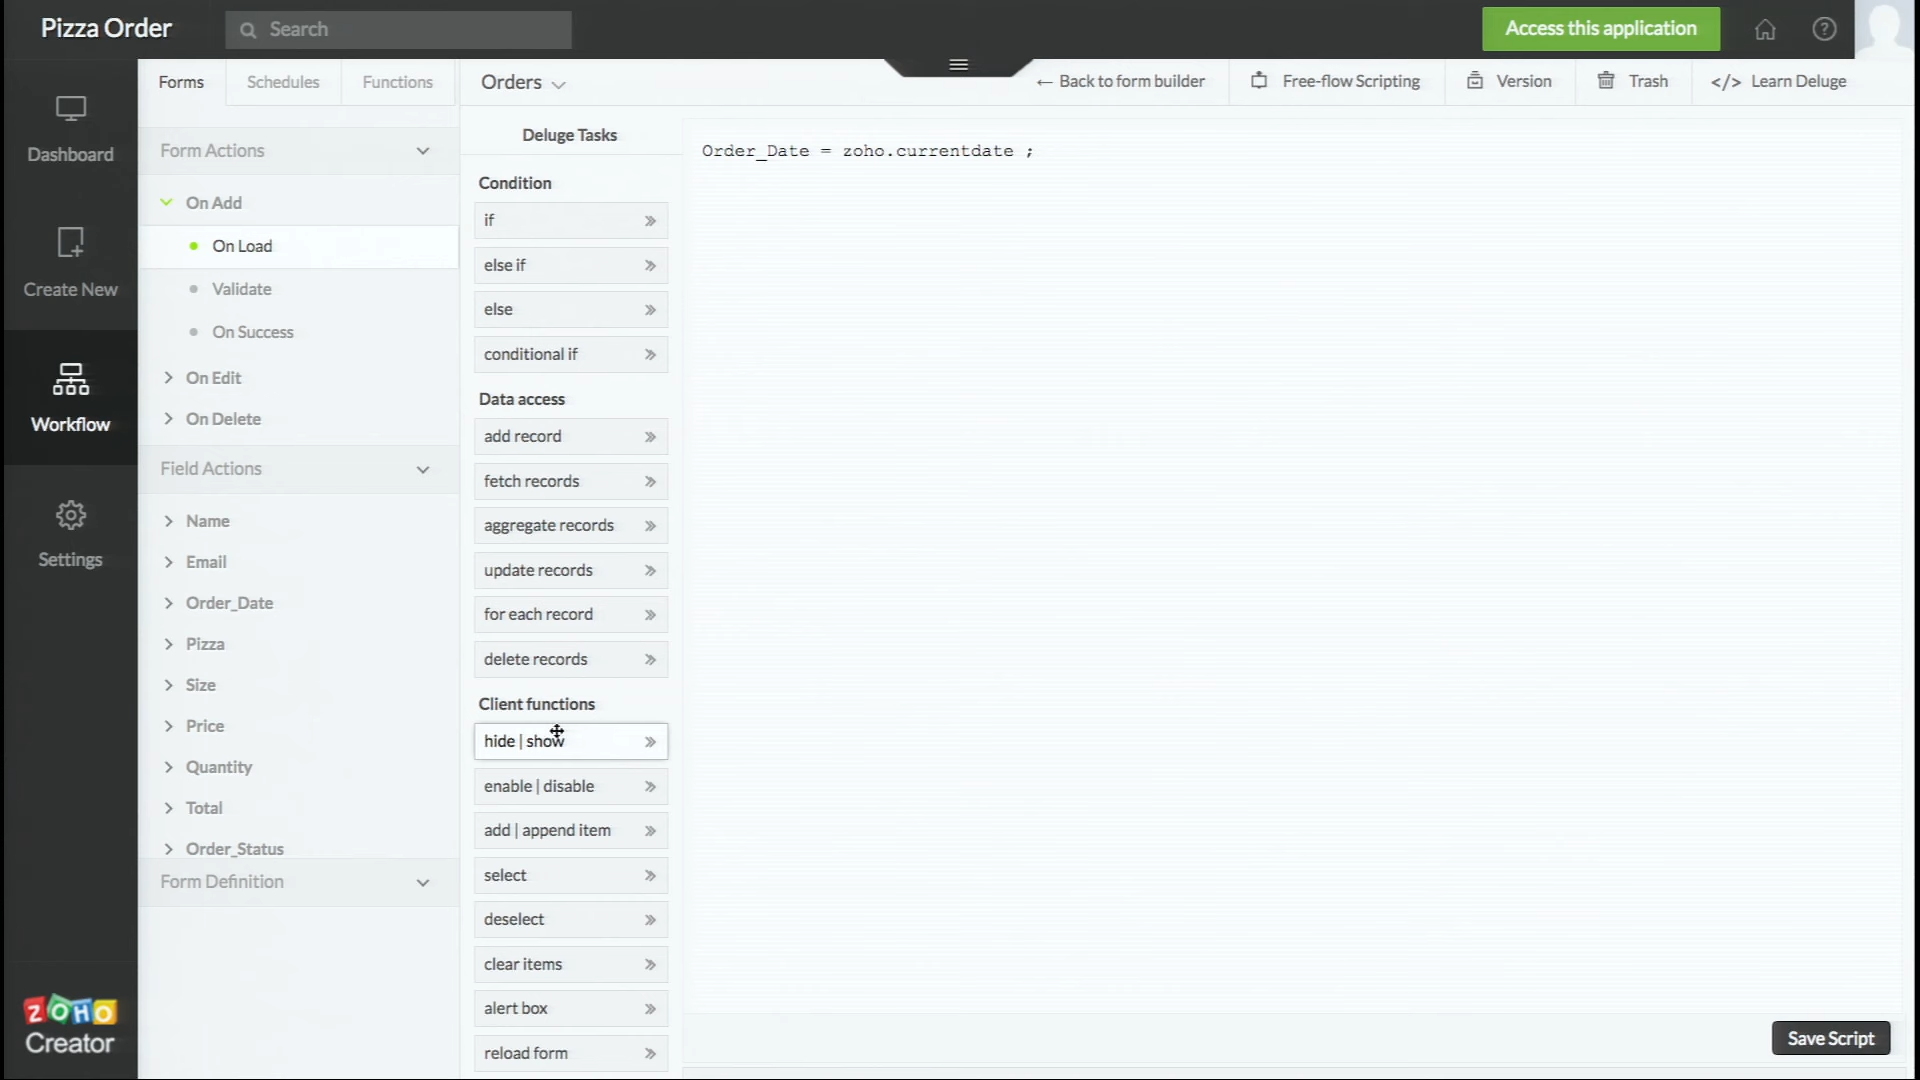 Pizza Order
Search
Access this application
Dashboard
Create New
Workflow
Settings
ZOHO
Creator
Forms
Schedules
Functions
Form Actions
On Add
On Load
Validate
On Success
On Edit
On Delete
Field Actions
Name
Email
Order_Date
Pizza
Size
Price
Quantity
Total
Order_Status
Form Definition
Orders
← Back to form builder
Free-flow Scripting
Version
Trash
</> Learn Deluge
Deluge Tasks
Condition
if
else if
else
conditional if
Data access
add record
fetch records
aggregate records
update records
for each record
delete records
Client functions
hide | show
enable | disable
add | append item
select
deselect
clear items
alert box
reload form
Order_Date = zoho.currentdate ;
Save Script